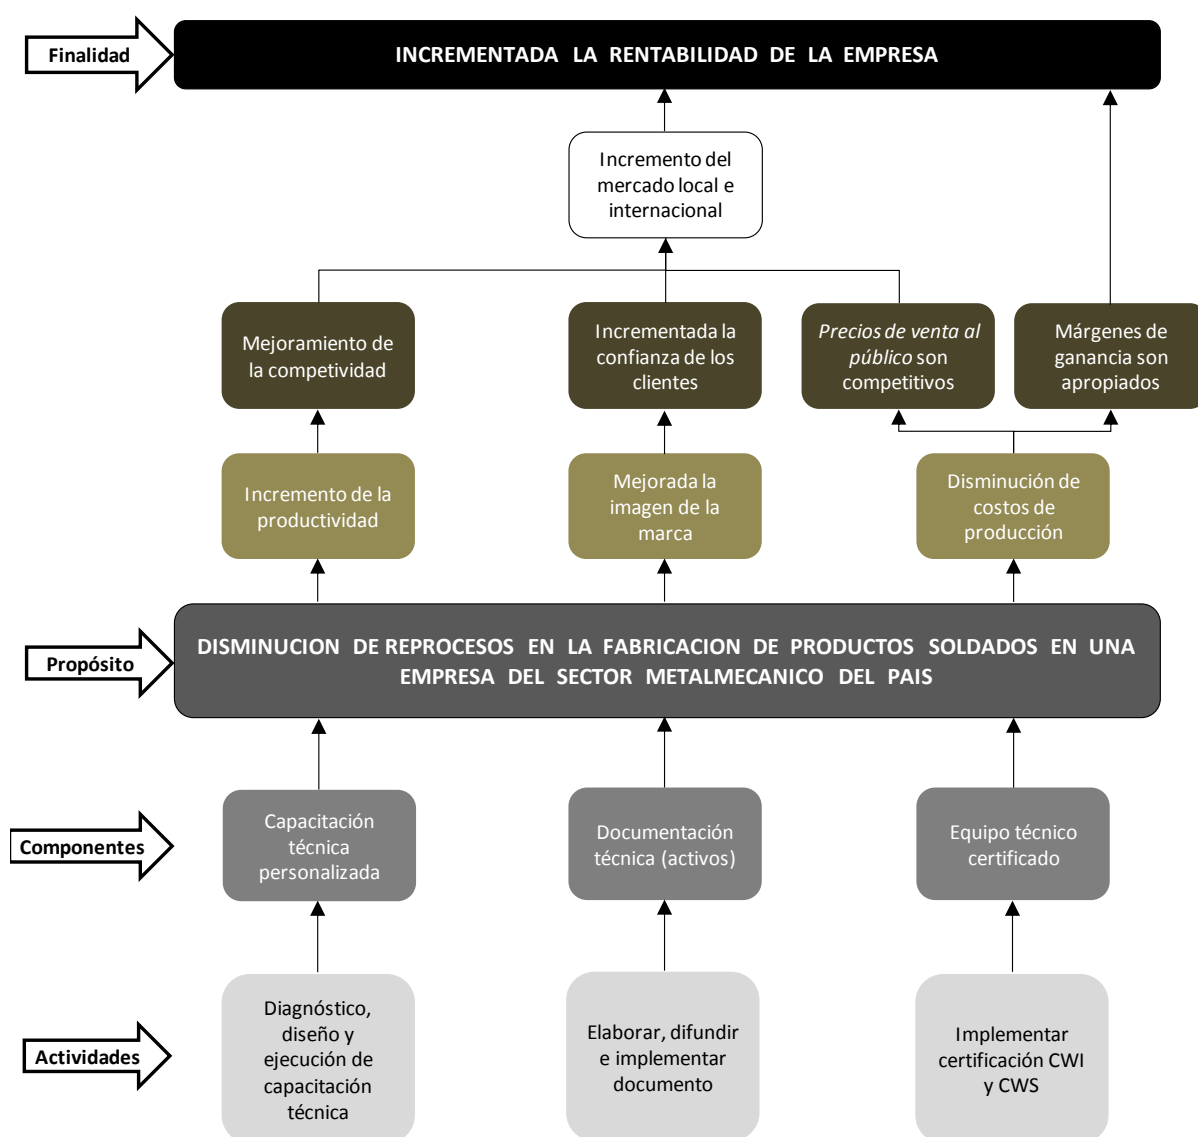 Finalidad
INCREMENTADA LA RENTABILIDAD DE LA EMPRESA
Incremento del
mercado local e
internacional
Mejoramiento de
la competividad
Incrementada la
confianza de los
clientes
Precios de venta al
público son
competitivos
Márgenes de
ganancia son
apropiados
Incremento de la
productividad
Mejorada la
imagen de la
marca
Disminución de
costos de
producción
Propósito
DISMINUCION DE REPROCESOS EN LA FABRICACION DE PRODUCTOS SOLDADOS EN UNA
EMPRESA DEL SECTOR METALMECANICO DEL PAIS
Componentes
Capacitación
técnica
personalizada
Documentación
técnica (activos)
Equipo técnico
certificado
Actividades
Diagnóstico,
diseño y
ejecución de
capacitación
técnica
Elaborar, difundir
e implementar
documento
Implementar
certificación CWI
y CWS